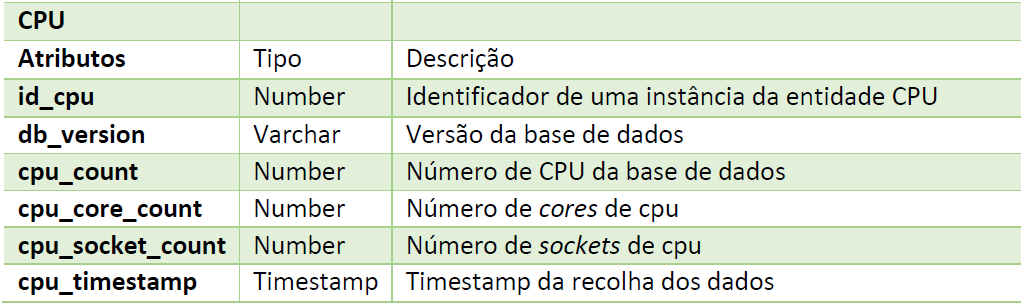 CPU
Atributos Tipo Descrição
id_cpu Number Identificador de uma instância da entidade CPU
db_version Varchar Versão da base de dados
cpu_count Number Número de CPU da base de dados
cpu_core_count Number Número de cores de cpu
cpu_socket_count Number Número de sockets de cpu
cpu_timestamp Timestamp Timestamp da recolha dos dados